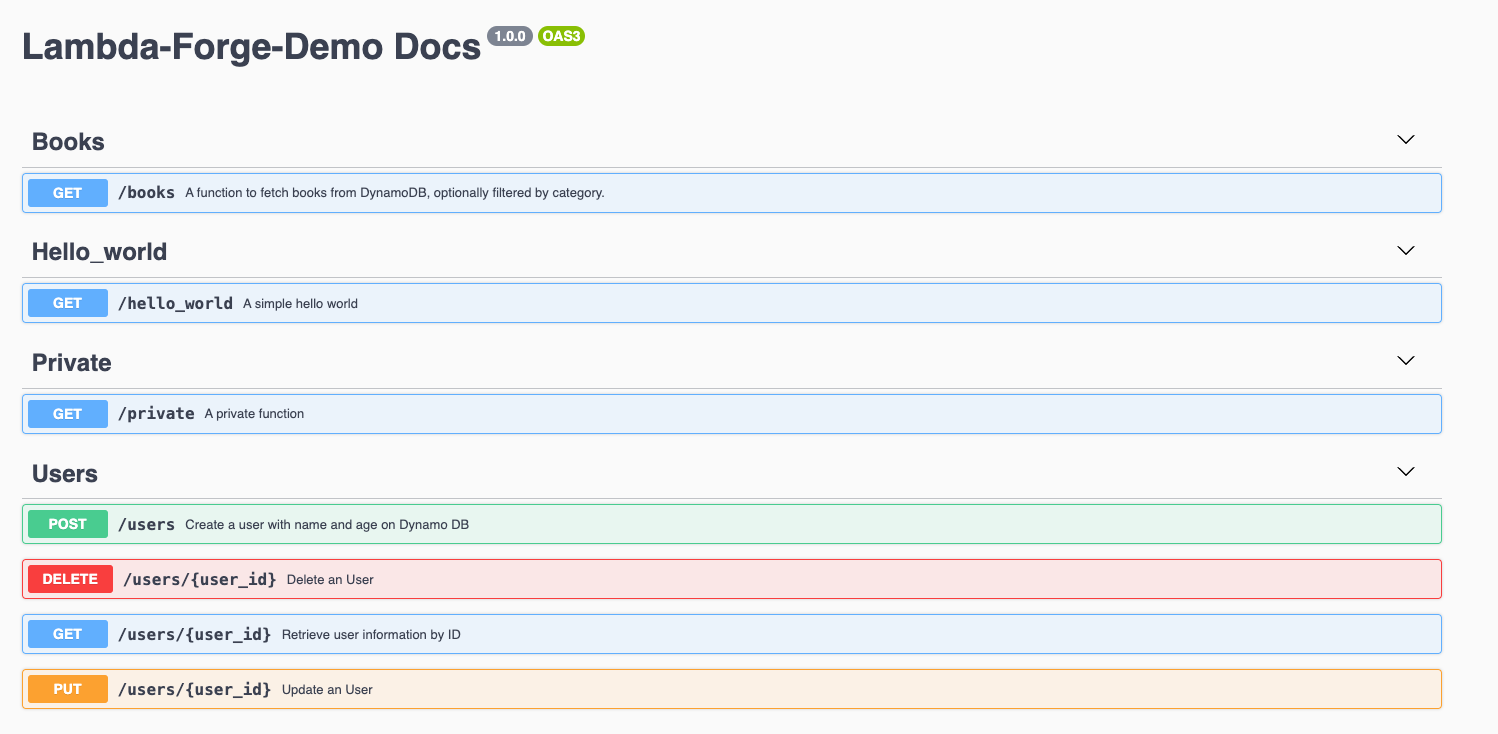 Lambda-Forge-Demo Docs 1.0.0 OAS3
Books
GET /books A function to fetch books from DynamoDB, optionally filtered by category.
Hello_world
GET /hello_world A simple hello world
Private
GET /private A private function
Users
POST /users Create a user with name and age on Dynamo DB
DELETE /users/{user_id} Delete an User
GET /users/{user_id} Retrieve user information by ID
PUT /users/{user_id} Update an User